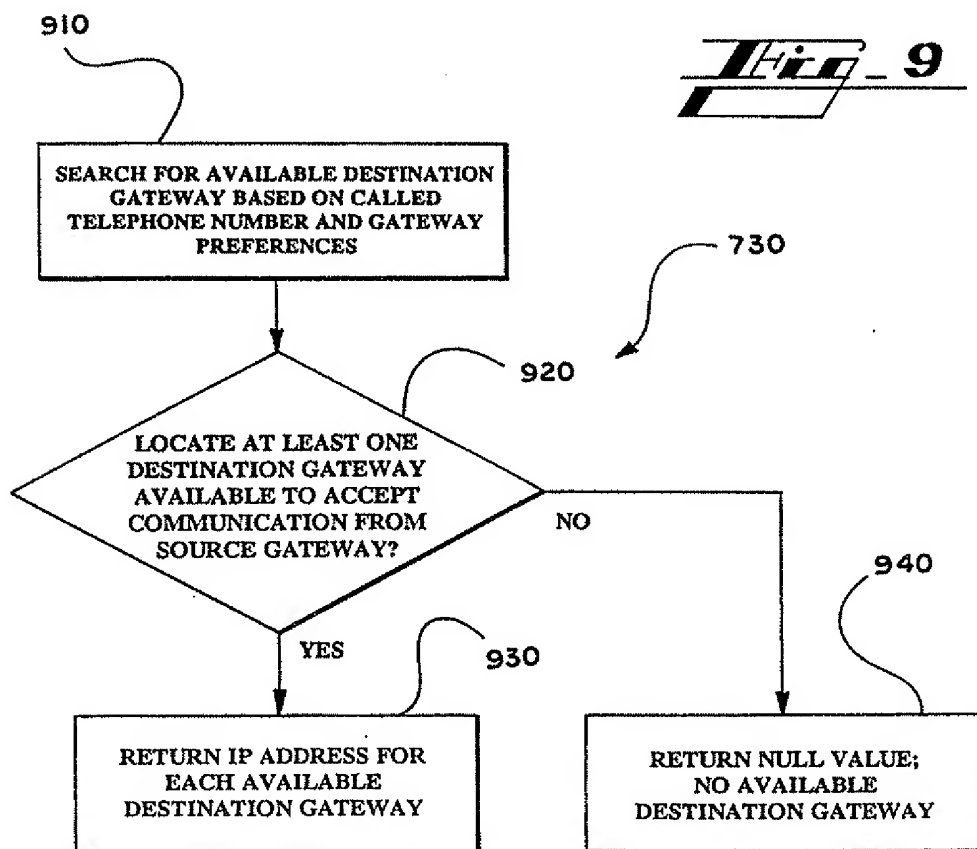 910
Fig_ 9
SEARCH FOR AVAILABLE DESTINATION
GATEWAY BASED ON CALLED
TELEPHONE NUMBER AND GATEWAY
PREFERENCES
730
920
LOCATE AT LEAST ONE
DESTINATION GATEWAY
AVAILABLE TO ACCEPT
COMMUNICATION FROM
SOURCE GATEWAY?
NO
YES
930
940
RETURN IP ADDRESS FOR
EACH AVAILABLE
DESTINATION GATEWAY
RETURN NULL VALUE;
NO AVAILABLE
DESTINATION GATEWAY